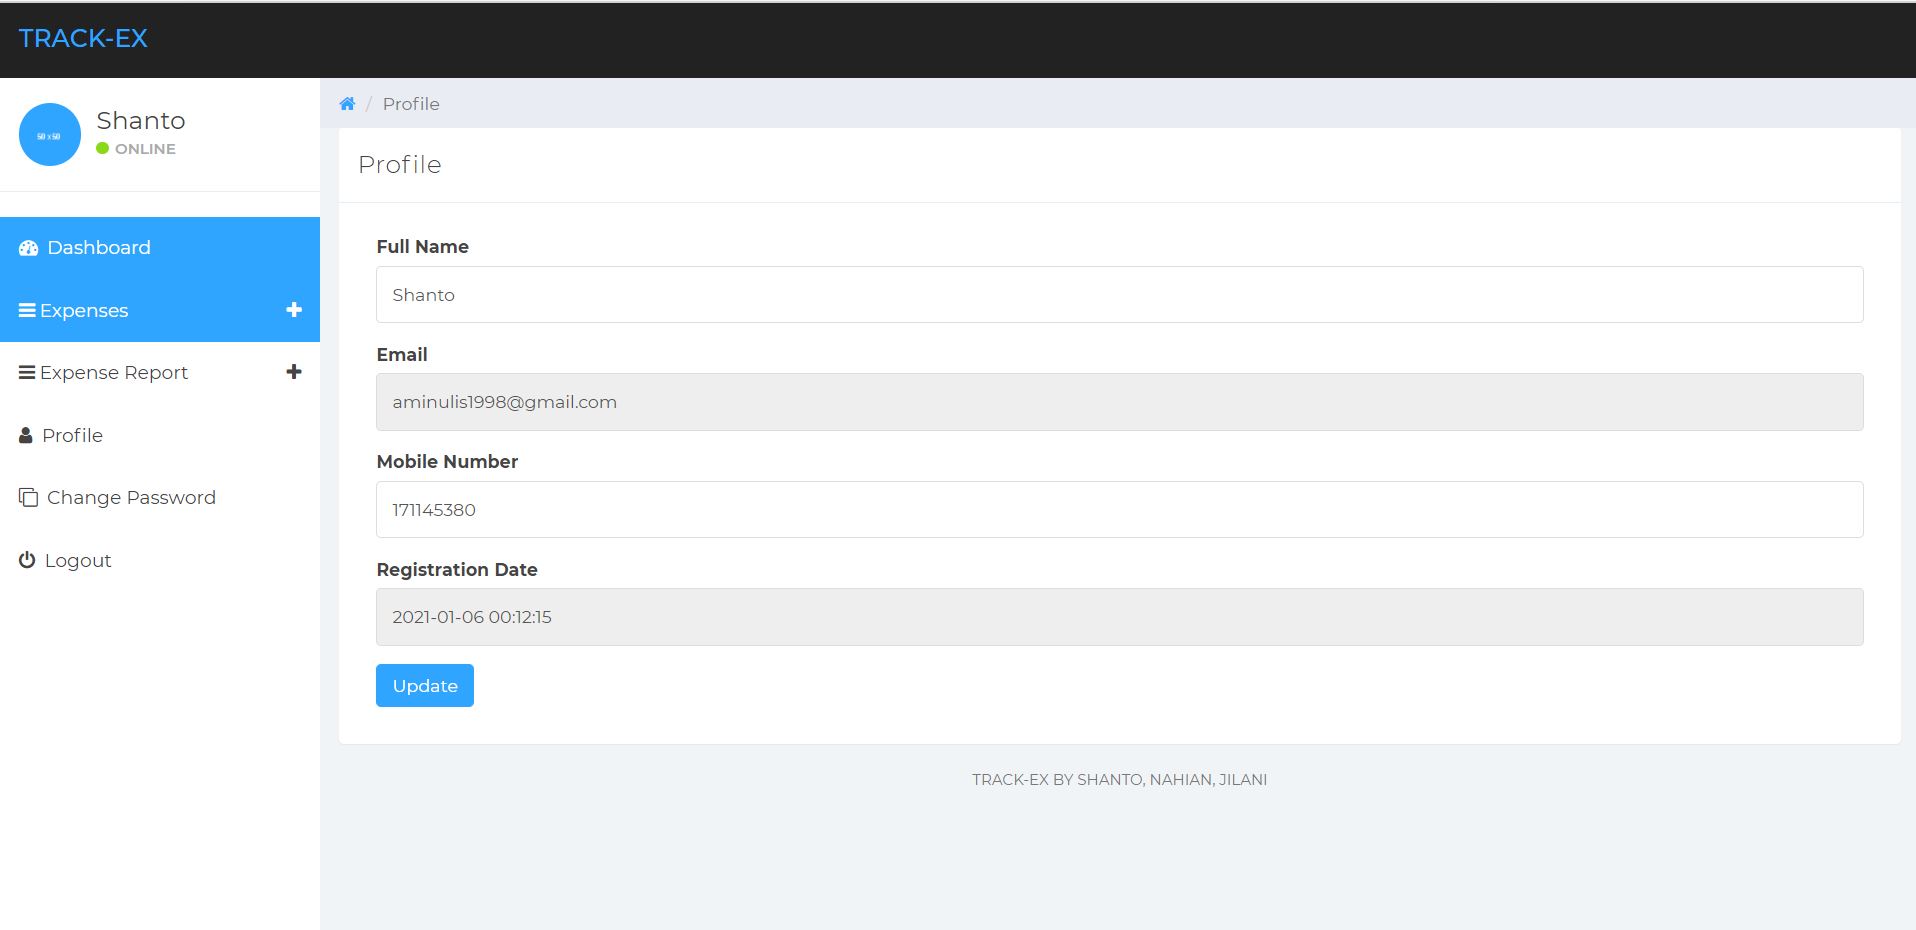 TRACK-EX
50 x 50
Shanto
ONLINE
Dashboard
Expenses
Expense Report
Profile
Change Password
Logout
/ Profile
Profile
Full Name
Shanto
Email
aminulis1998@gmail.com
Mobile Number
171145380
Registration Date
2021-01-06 00:12:15
Update
TRACK-EX BY SHANTO, NAHIAN, JILANI